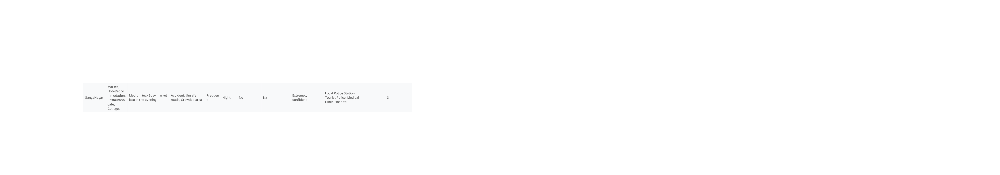 GangaNagar
Market,
Hotel/acco
mmodation,
Restaurant/
café,
Colleges
Medium (eg- Busy market
late in the evening)
Accident, Unsafe
roads, Crowded area
Frequen
t
Night
No
Na
Extremely
confident
Local Police Station,
Tourist Police, Medical
Clinic/Hospital
3